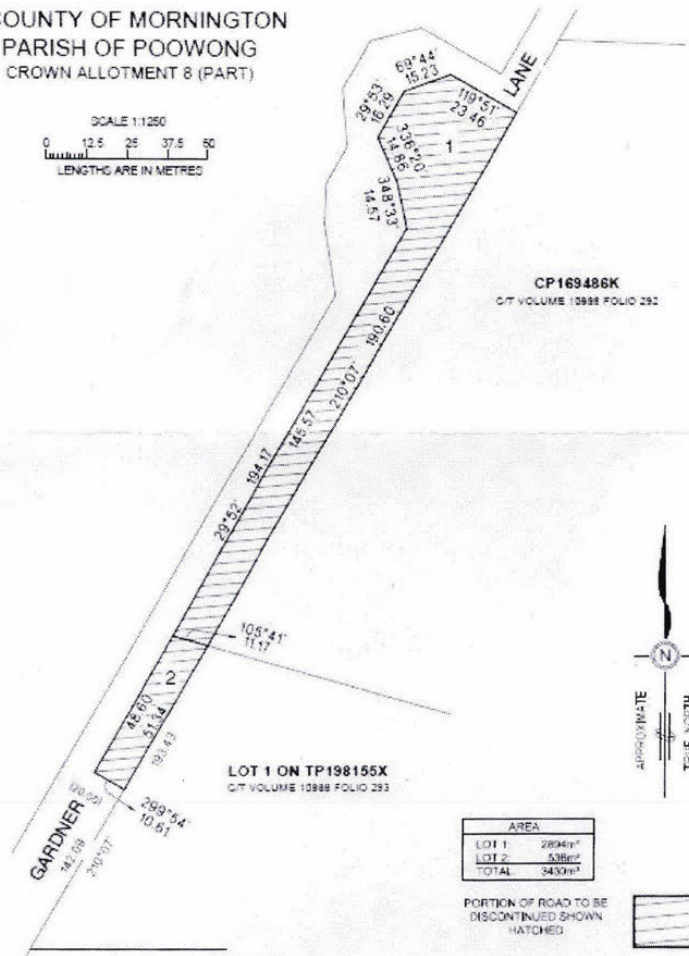 COUNTY OF MORNINGTON
PARISH OF POOWONG
CROWN ALLOTMENT 8 (PART)
SCALE 1:1250
0 12.5 25 37.5 50
LENGTHS ARE IN METRES
LANE
69°44'
15.23
119°51'
23.46
29°53'
16.29
336°20'
14.86
348°33'
14.57
1
CP169486K
C/T VOLUME 10988 FOLIO 292
190.60
210°07'
145.57
194.17
29°52'
105°41'
11.17
2
48.60
51.34
193.43
LOT 1 ON TP198155X
C/T VOLUME 10988 FOLIO 293
299°54'
10.61
GARDNER
142.09
210°07'
N
APPROXIMATE
TRUE NORTH
AREA
LOT 1: 2894m²
LOT 2: 536m²
TOTAL 3430m²
PORTION OF ROAD TO BE
DISCONTINUED SHOWN
HATCHED